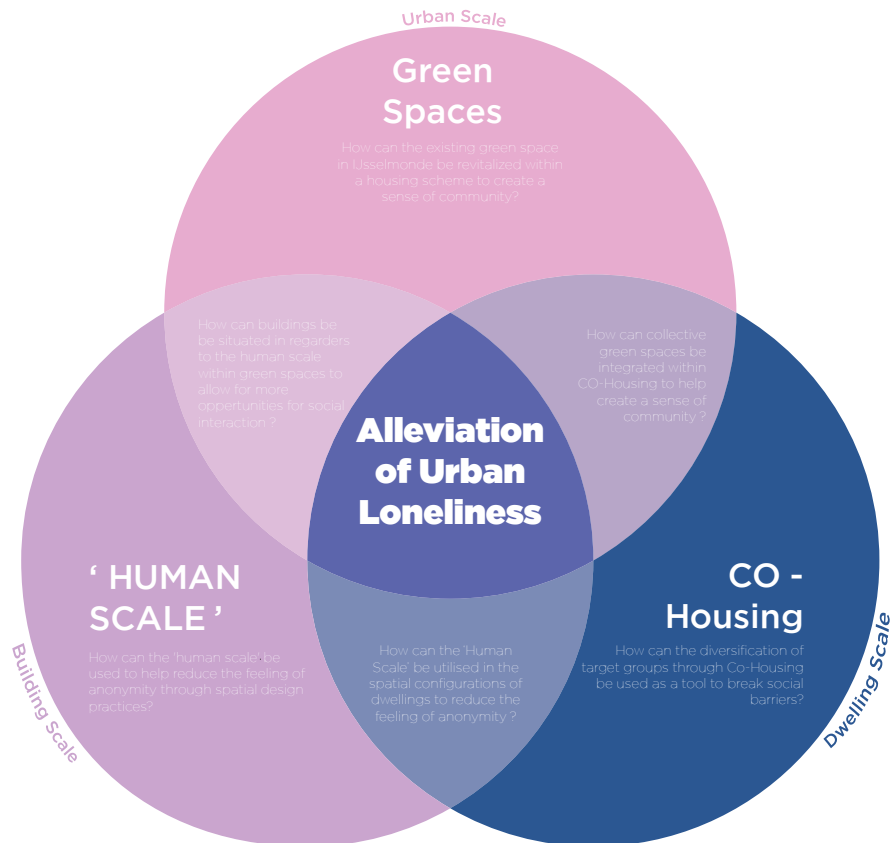 Urban Scale
Green
Spaces
How can the existing green space
in IJsselmonde be revitalized within
a housing scheme to create a
sense of community?
How can buildings be
be situated in regarders
to the human scale
within green spaces to
allow for more
oppertunities for social
interaction ?
How can collective
green spaces be
integrated within
CO-Housing to help
create a sense of
community ?
Alleviation
of Urban
Loneliness
‘ HUMAN
SCALE ’
How can the ‘human scale’ be
used to help reduce the feeling of
anonymity through spatial design
practices?
CO -
Housing
How can the diversification of
target groups through Co-Housing
be used as a tool to break social
barriers?
How can the ‘Human
Scale’ be utilised in the
spatial configurations of
dwellings to reduce the
feeling of anonymity ?
Building Scale
Dwelling Scale